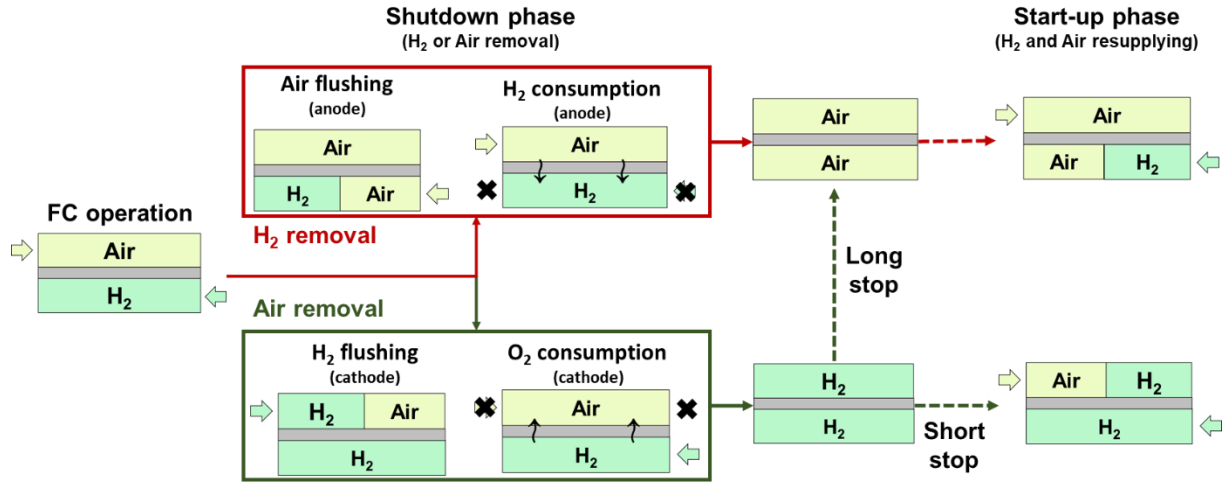 Shutdown phase
(H₂ or Air removal)
Start-up phase
(H₂ and Air resupplying)
Air flushing
(anode)
H₂ consumption
(anode)
Air
H₂
Air
Air
H₂
H₂ removal
Air
Air
Air
Air
H₂
FC operation
Air
H₂
Long
stop
Air removal
H₂ flushing
(cathode)
O₂ consumption
(cathode)
H₂
Air
H₂
Air
H₂
H₂
H₂
Short
stop
Air
H₂
H₂